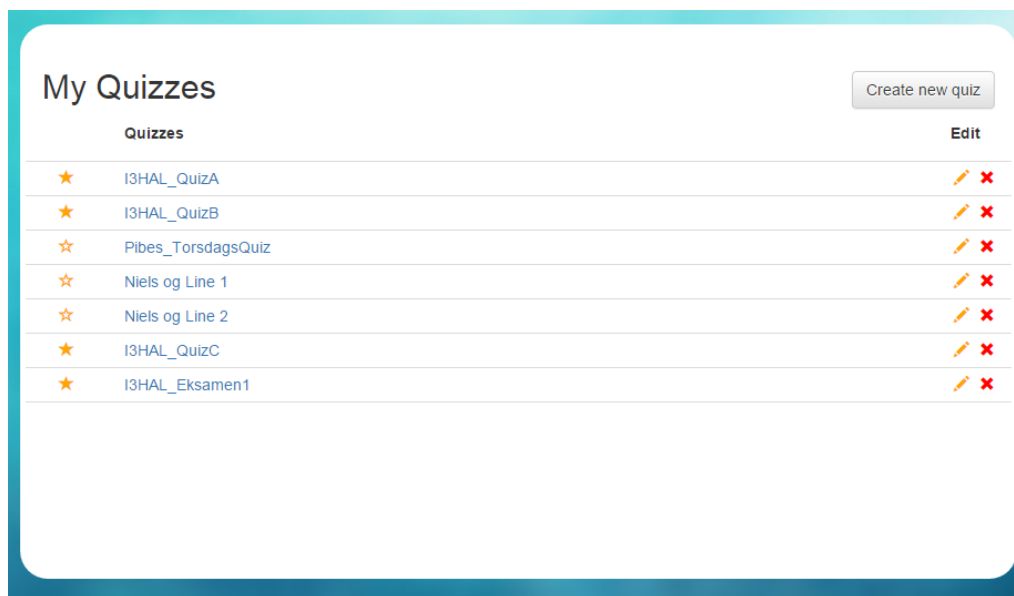 My Quizzes
Create new quiz
Quizzes Edit
I3HAL_QuizA
I3HAL_QuizB
Pibes_TorsdagsQuiz
Niels og Line 1
Niels og Line 2
I3HAL_QuizC
I3HAL_Eksamen1